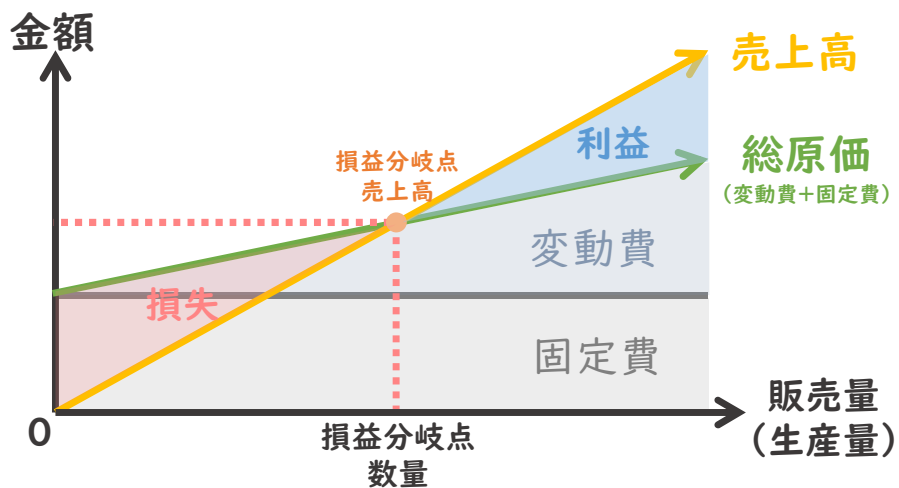 金額
売上高
利益
総原価
(変動費+固定費)
損益分岐点
売上高
変動費
損失
固定費
0
損益分岐点
数量
販売量
(生産量)